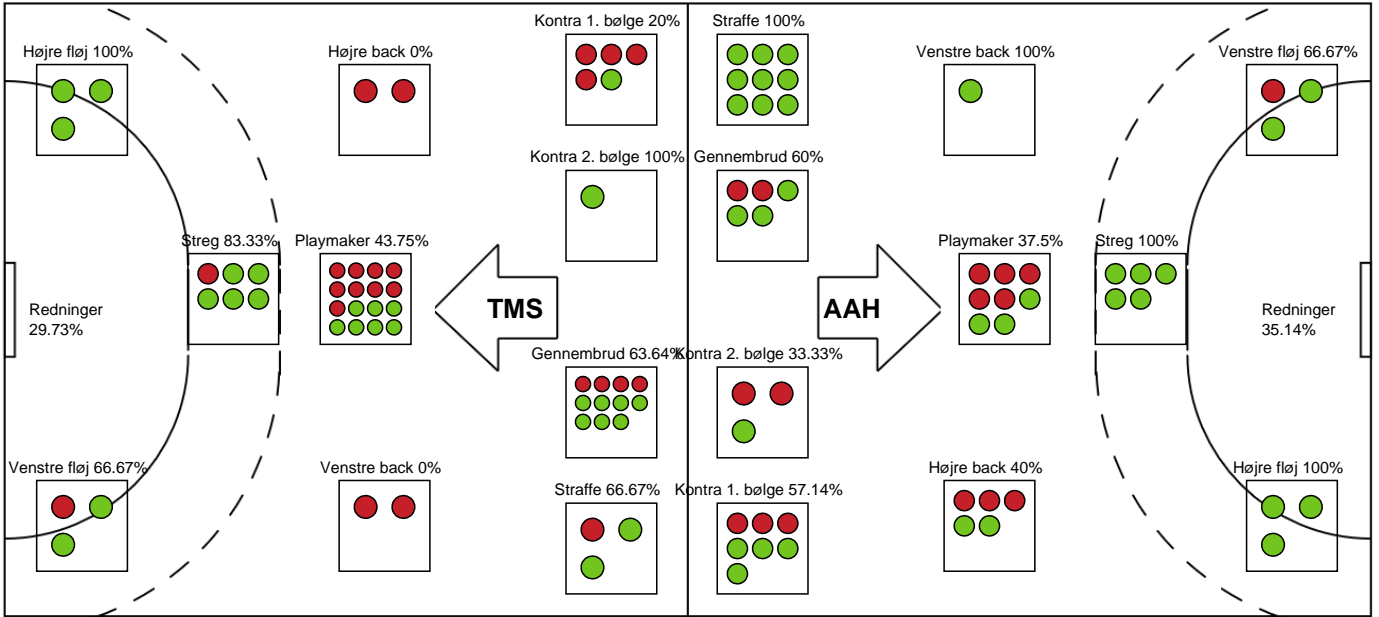 Kontra 1. bølge 20%
Straffe 100%
Højre fløj 100%
Højre back 0%
Venstre back 100%
Venstre fløj 66.67%
Kontra 2. bølge 100%
Gennembrud 60%
Streg 83.33%
Playmaker 43.75%
Playmaker 37.5%
Streg 100%
Redninger
29.73%
TMS
AAH
Redninger
35.14%
Gennembrud 63.64%
Kontra 2. bølge 33.33%
Venstre fløj 66.67%
Venstre back 0%
Straffe 66.67%
Kontra 1. bølge 57.14%
Højre back 40%
Højre fløj 100%